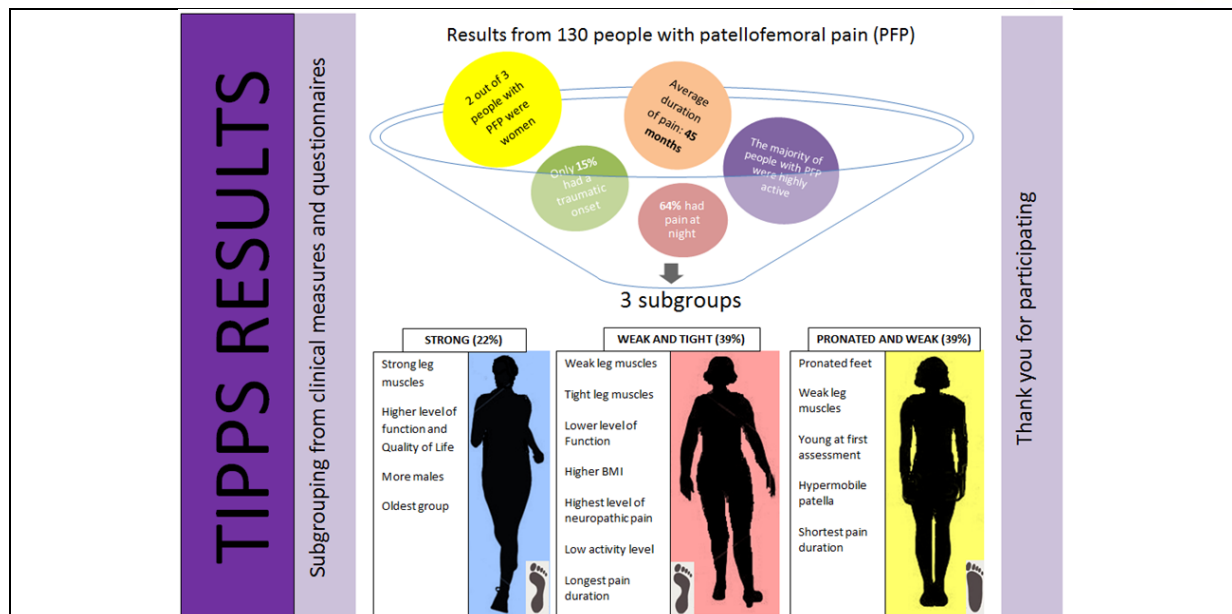 TIPPS RESULTS
Subgrouping from clinical measures and questionnaires
Results from 130 people with patellofemoral pain (PFP)
2 out of 3
people with
PFP were
women
Average
duration
of pain: 45
months
The majority of
people with PFP
were highly
active
Only 15%
had a
traumatic
onset
64% had
pain at
night
3 subgroups
STRONG (22%)
Strong leg
muscles
Higher level of
function and
Quality of Life
More males
Oldest group
WEAK AND TIGHT (39%)
Weak leg muscles
Tight leg muscles
Lower level of
Function
Higher BMI
Highest level of
neuropathic pain
Low activity level
Longest pain
duration
PRONATED AND WEAK (39%)
Pronated feet
Weak leg
muscles
Young at first
assessment
Hypermobile
patella
Shortest pain
duration
Thank you for participating